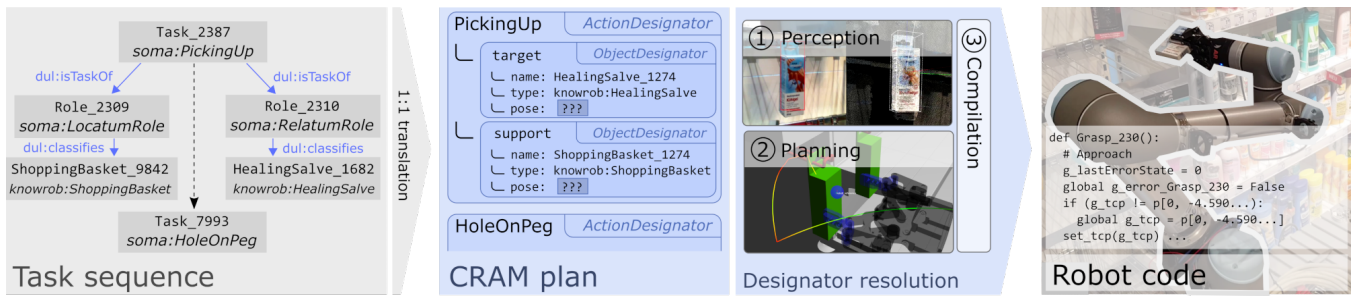 Task_2387
soma:PickingUp
dul:isTaskOf
dul:isTaskOf
Role_2309
soma:LocatumRole
Role_2310
soma:RelatumRole
dul:classifies
dul:classifies
ShoppingBasket_9842
knowrob:ShoppingBasket
HealingSalve_1682
knowrob:HealingSalve
Task_7993
soma:HoleOnPeg
Task sequence
1:1 translation
PickingUp
ActionDesignator
target
ObjectDesignator
name: HealingSalve_1274
type: knowrob:HealingSalve
pose: ???
support
ObjectDesignator
name: ShoppingBasket_1274
type: knowrob:ShoppingBasket
pose: ???
HoleOnPeg
ActionDesignator
CRAM plan
1 Perception
2 Planning
3 Compilation
Designator resolution
def Grasp_230():
# Approach
g_lastErrorState = 0
global g_error_Grasp_230 = False
if (g_tcp != p[0, -4.590...]):
global g_tcp = p[0, -4.590...]
set_tcp(g_tcp) ...
Robot code